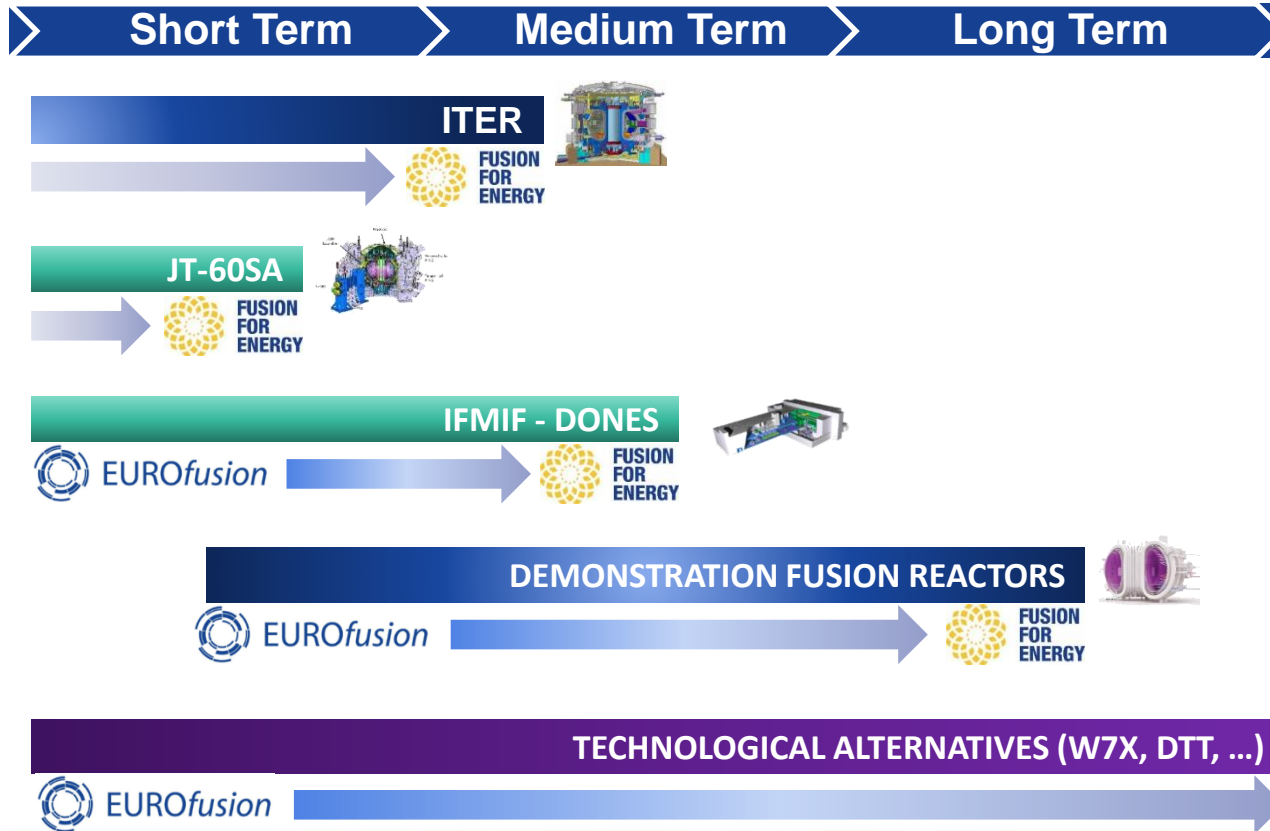 Short Term
Medium Term
Long Term
ITER
FUSION
FOR
ENERGY
JT-60SA
FUSION
FOR
ENERGY
IFMIF - DONES
EUROfusion
FUSION
FOR
ENERGY
DEMONSTRATION FUSION REACTORS
EUROfusion
FUSION
FOR
ENERGY
TECHNOLOGICAL ALTERNATIVES (W7X, DTT, ...)
EUROfusion